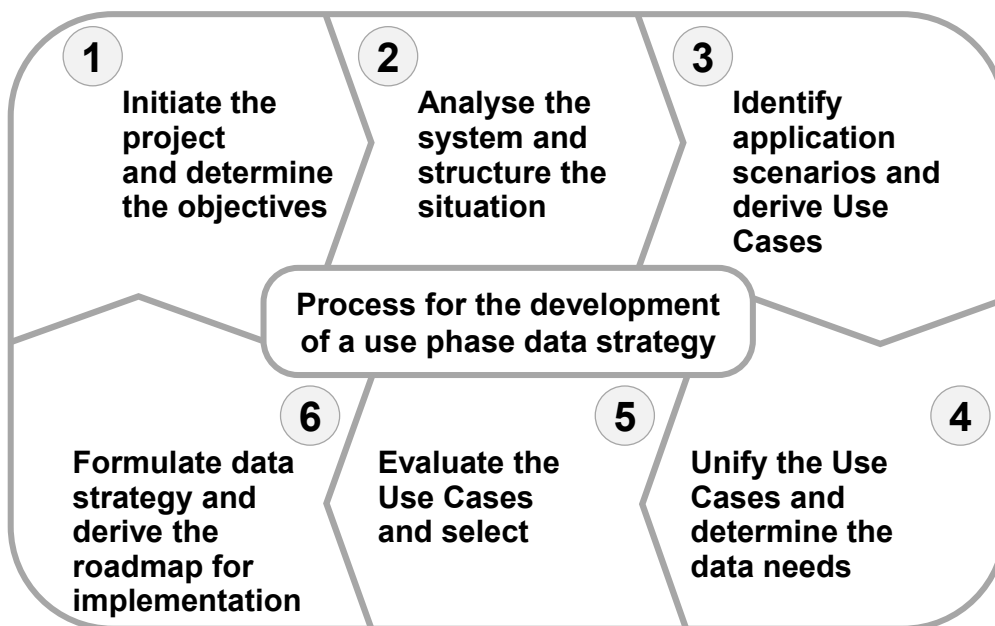 1
Initiate the
project
and determine
the objectives
2
Analyse the
system and
structure the
situation
3
Identify
application
scenarios and
derive Use
Cases
Process for the development
of a use phase data strategy
4
Unify the Use
Cases and
determine the
data needs
5
Evaluate the
Use Cases
and select
6
Formulate data
strategy and
derive the
roadmap for
implementation